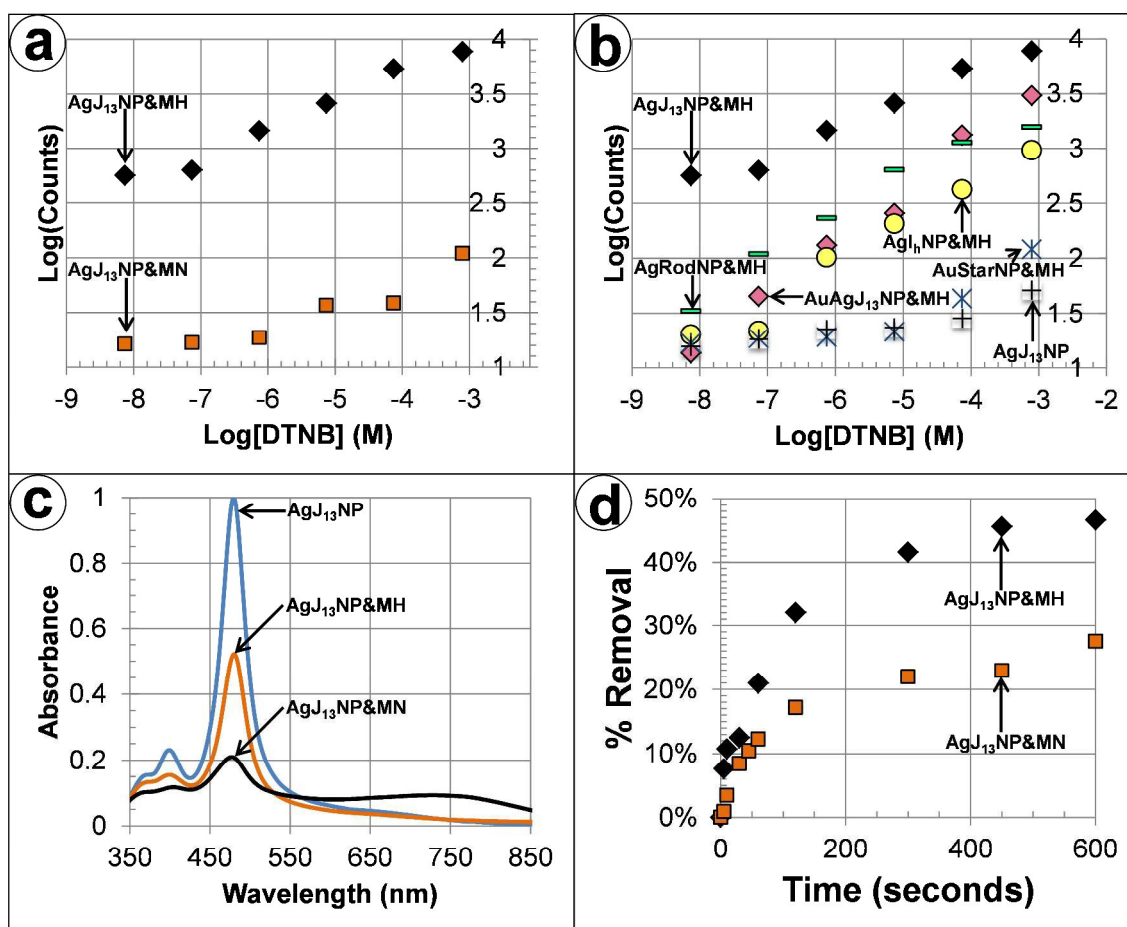 a
4
3.5
3
2.5
2
1.5
1
AgJ₁₃NP&MH
AgJ₁₃NP&MN
Log(Counts)
-9 -8 -7 -6 -5 -4 -3
Log[DTNB] (M)
b
4
3.5
3
2.5
2
1.5
1
AgJ₁₃NP&MH
AgIₕNP&MH
AgRodNP&MH
AuStarNP&MH
AuAgJ₁₃NP&MH
AgJ₁₃NP
Log(Counts)
-9 -8 -7 -6 -5 -4 -3 -2
Log[DTNB] (M)
c
1
0.8
0.6
0.4
0.2
0
AgJ₁₃NP
AgJ₁₃NP&MH
AgJ₁₃NP&MN
Absorbance
350 450 550 650 750 850
Wavelength (nm)
d
50%
40%
30%
20%
10%
0%
AgJ₁₃NP&MH
AgJ₁₃NP&MN
% Removal
0 200 400 600
Time (seconds)